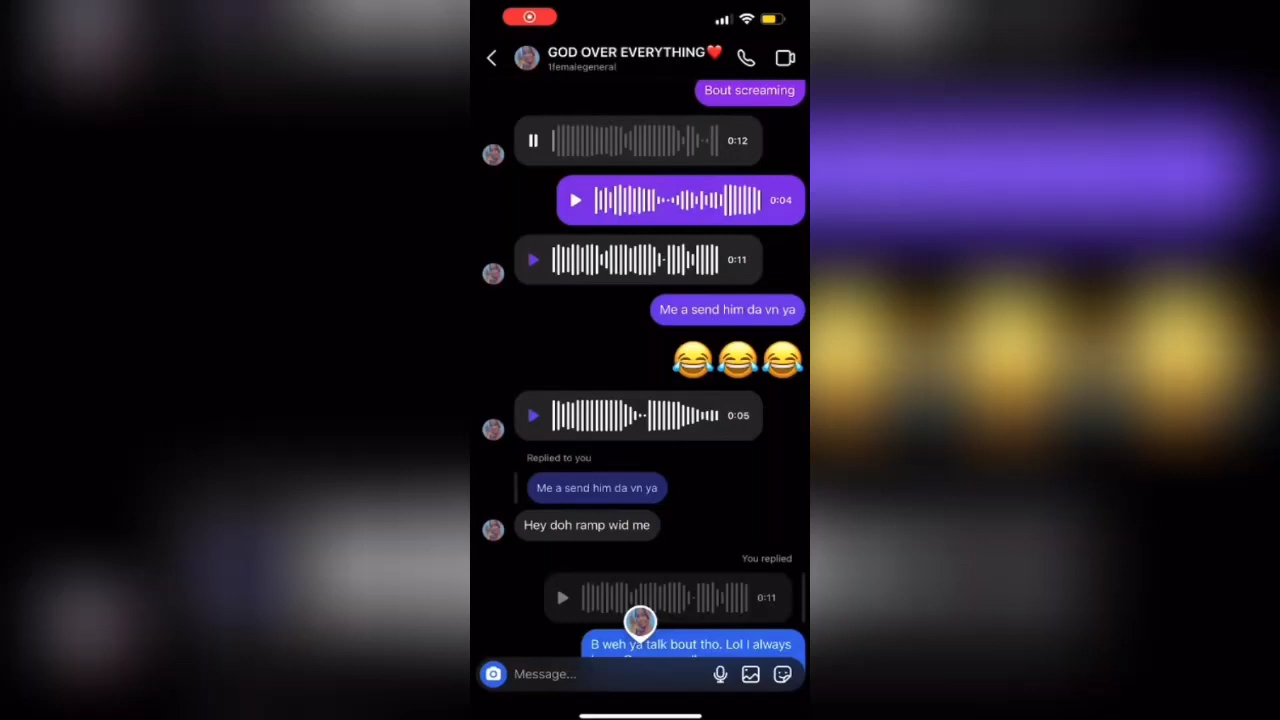 GOD OVER EVERYTHING❤️
1femalegeneral
Bout screaming
0:12
0:04
0:11
Me a send him da vn ya
😂😂😂
0:05
Replied to you
Me a send him da vn ya
Hey doh ramp wid me
You replied
0:11
B weh ya talk bout tho. Lol I always
Message...